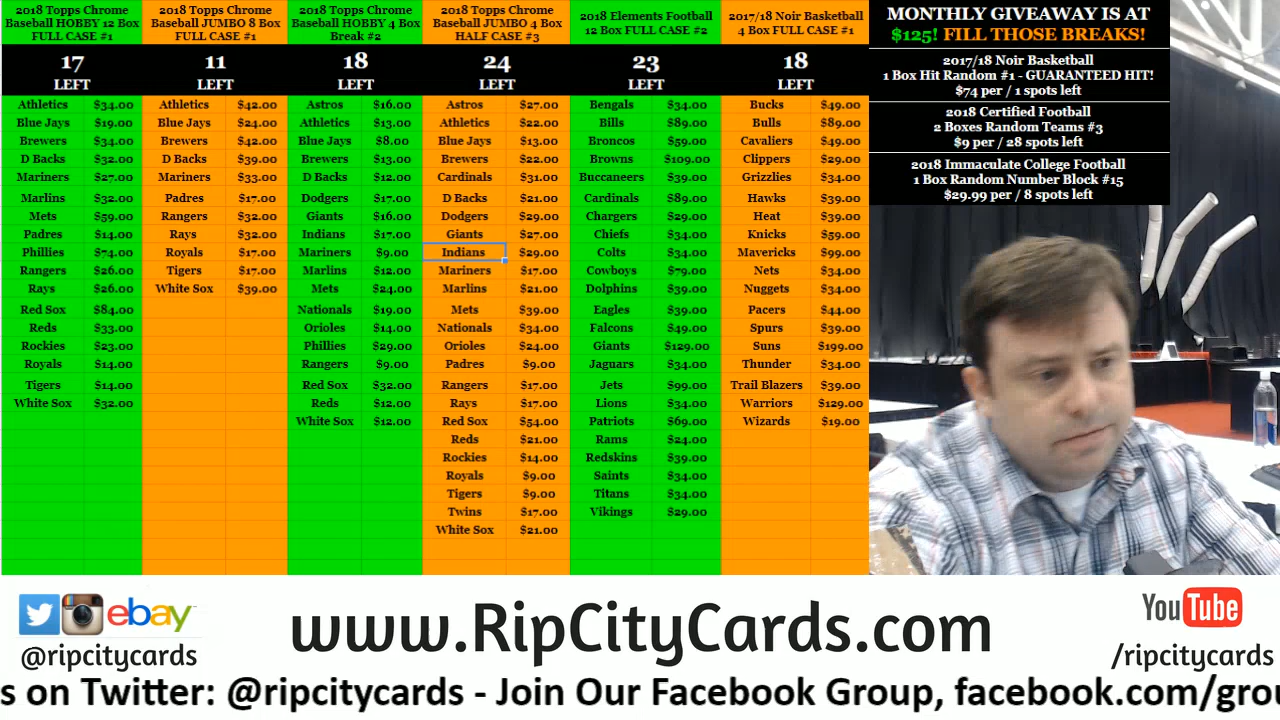 2018 Topps Chrome
Baseball HOBBY 12 Box
FULL CASE #1
17
LEFT
Athletics $34.00
Blue Jays $19.00
Brewers $34.00
D Backs $32.00
Mariners $27.00
Marlins $32.00
Mets $59.00
Padres $14.00
Phillies $74.00
Rangers $26.00
Rays $26.00
Red Sox $84.00
Reds $33.00
Rockies $23.00
Royals $14.00
Tigers $14.00
White Sox $32.00
2018 Topps Chrome
Baseball JUMBO 8 Box
FULL CASE #1
11
LEFT
Athletics $42.00
Blue Jays $24.00
Brewers $42.00
D Backs $39.00
Mariners $33.00
Padres $17.00
Rangers $32.00
Rays $32.00
Royals $17.00
Tigers $17.00
White Sox $39.00
2018 Topps Chrome
Baseball HOBBY 4 Box
Break #2
18
LEFT
Astros $16.00
Athletics $13.00
Blue Jays $8.00
Brewers $13.00
D Backs $12.00
Dodgers $17.00
Giants $16.00
Indians $17.00
Mariners $9.00
Marlins $12.00
Mets $24.00
Nationals $19.00
Orioles $14.00
Phillies $29.00
Rangers $9.00
Red Sox $32.00
Reds $12.00
White Sox $12.00
2018 Topps Chrome
Baseball JUMBO 4 Box
HALF CASE #3
24
LEFT
Astros $27.00
Athletics $22.00
Blue Jays $13.00
Brewers $22.00
Cardinals $31.00
D Backs $21.00
Dodgers $29.00
Giants $27.00
Indians $29.00
Mariners $17.00
Marlins $21.00
Mets $39.00
Nationals $34.00
Orioles $24.00
Padres $9.00
Rangers $17.00
Rays $17.00
Red Sox $54.00
Reds $21.00
Rockies $14.00
Royals $9.00
Tigers $9.00
Twins $17.00
White Sox $21.00
2018 Elements Football
12 Box FULL CASE #2
23
LEFT
Bengals $34.00
Bills $89.00
Broncos $59.00
Browns $109.00
Buccaneers $39.00
Cardinals $89.00
Chargers $29.00
Chiefs $34.00
Colts $34.00
Cowboys $79.00
Dolphins $39.00
Eagles $39.00
Falcons $49.00
Giants $129.00
Jaguars $34.00
Jets $99.00
Lions $34.00
Patriots $69.00
Rams $24.00
Redskins $39.00
Saints $34.00
Titans $34.00
Vikings $29.00
2017/18 Noir Basketball
4 Box FULL CASE #1
18
LEFT
Bucks $49.00
Bulls $89.00
Cavaliers $49.00
Clippers $29.00
Grizzlies $34.00
Hawks $39.00
Heat $39.00
Knicks $59.00
Mavericks $99.00
Nets $34.00
Nuggets $34.00
Pacers $44.00
Spurs $39.00
Suns $199.00
Thunder $34.00
Trail Blazers $39.00
Warriors $129.00
Wizards $19.00
MONTHLY GIVEAWAY IS AT
$125! FILL THOSE BREAKS!
2017/18 Noir Basketball
1 Box Hit Random #1 - GUARANTEED HIT!
$74 per / 1 spots left
2018 Certified Football
2 Boxes Random Teams #3
$9 per / 28 spots left
2018 Immaculate College Football
1 Box Random Number Block #15
$29.99 per / 8 spots left
ebay
@ripcitycards
www.RipCityCards.com
YouTube
/ripcitycards
s on Twitter: @ripcitycards - Join Our Facebook Group, facebook.com/grou